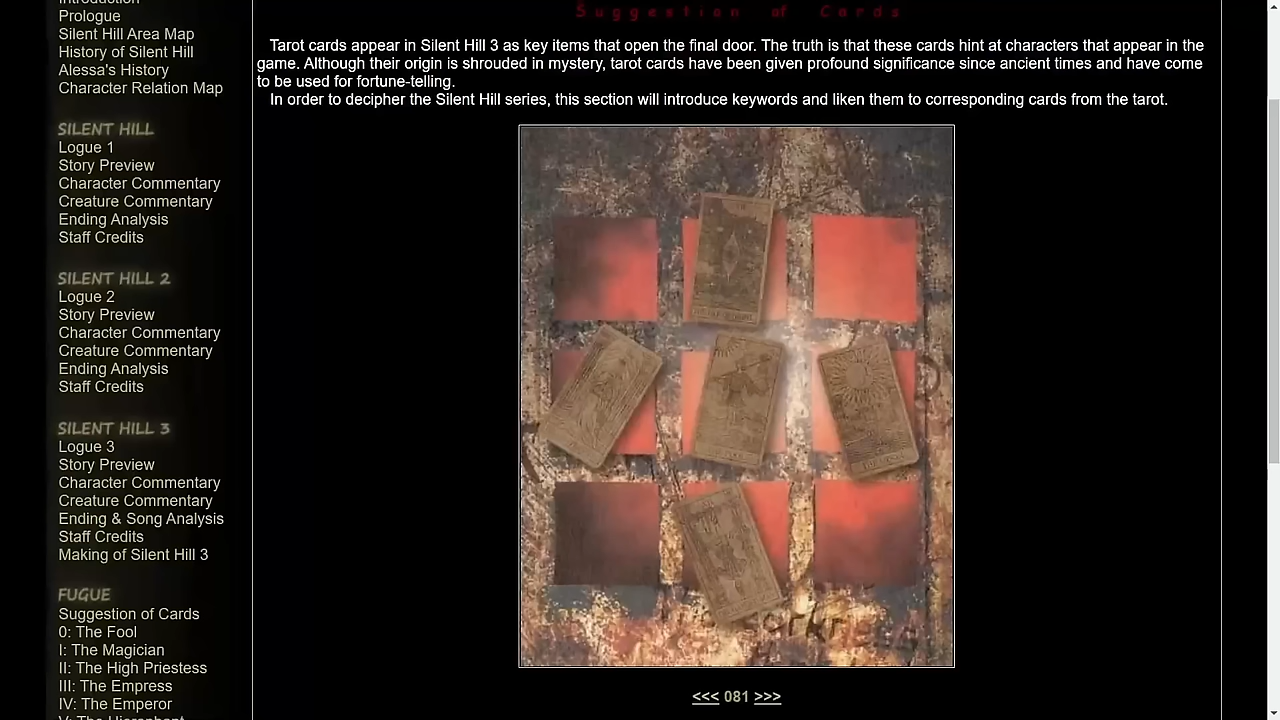 Introduction
Prologue
Silent Hill Area Map
History of Silent Hill
Alessa's History
Character Relation Map
SILENT HILL
Logue 1
Story Preview
Character Commentary
Creature Commentary
Ending Analysis
Staff Credits
SILENT HILL 2
Logue 2
Story Preview
Character Commentary
Creature Commentary
Ending Analysis
Staff Credits
SILENT HILL 3
Logue 3
Story Preview
Character Commentary
Creature Commentary
Ending & Song Analysis
Staff Credits
Making of Silent Hill 3
FUGUE
Suggestion of Cards
0: The Fool
I: The Magician
II: The High Priestess
III: The Empress
IV: The Emperor
V: The Hierophant
Suggestion of Cards
Tarot cards appear in Silent Hill 3 as key items that open the final door. The truth is that these cards hint at characters that appear in the
game. Although their origin is shrouded in mystery, tarot cards have been given profound significance since ancient times and have come
to be used for fortune-telling.
In order to decipher the Silent Hill series, this section will introduce keywords and liken them to corresponding cards from the tarot.
<<< 081 >>>